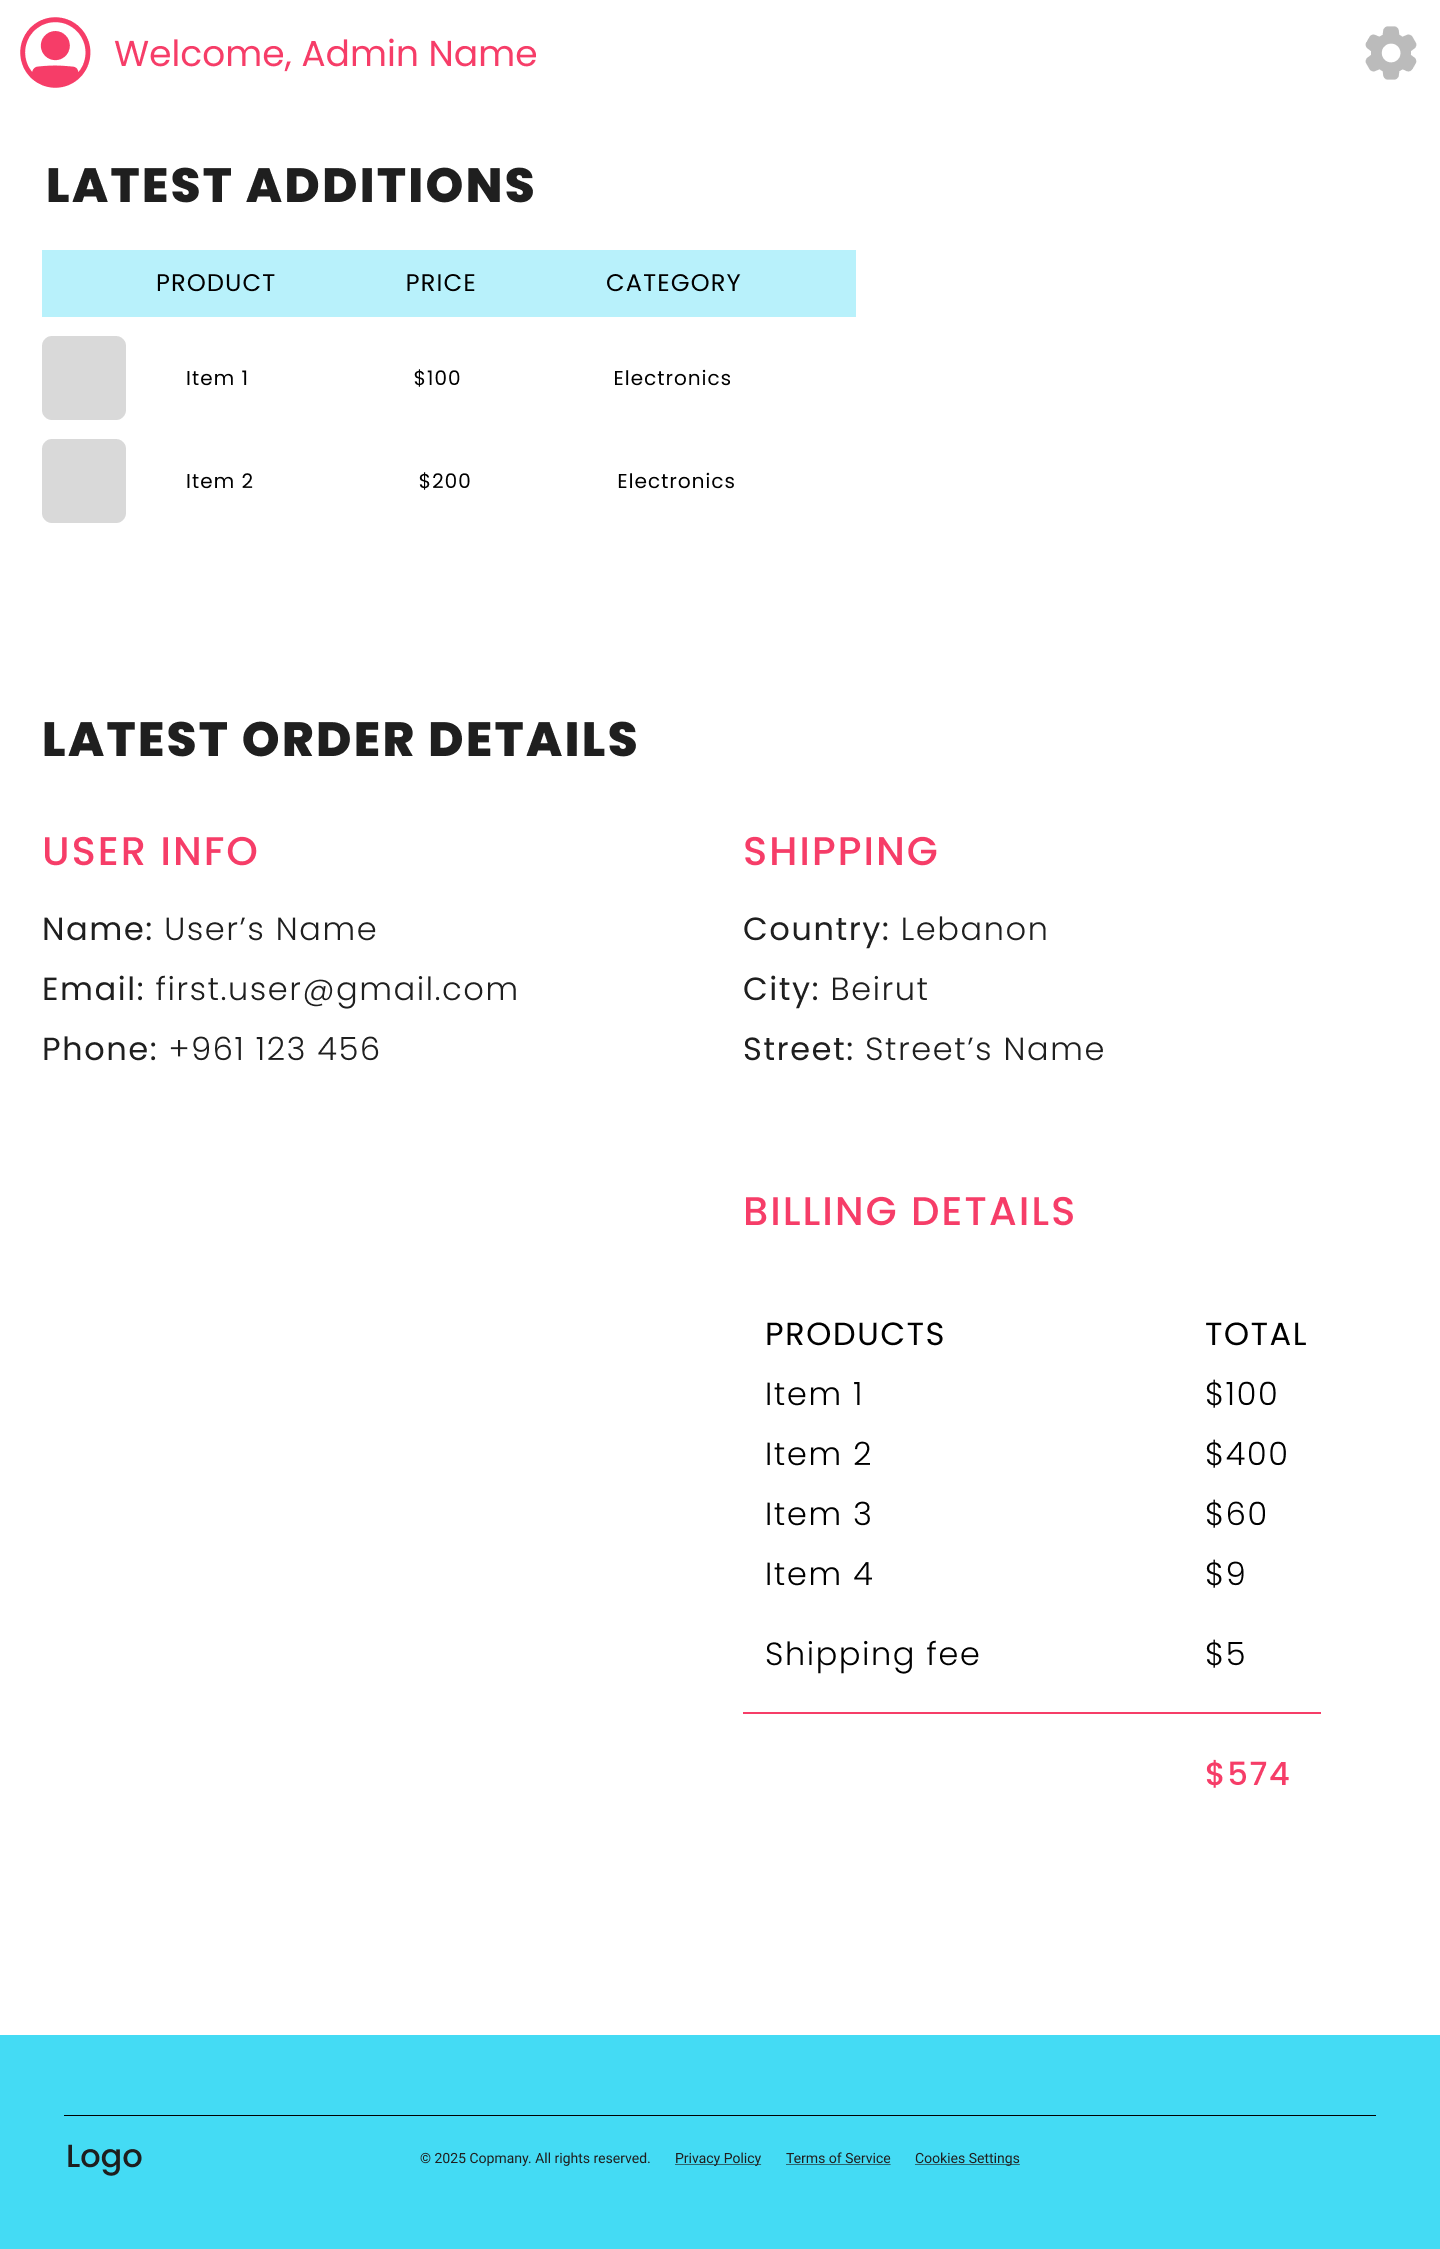 Welcome, Admin Name
LATEST ADDITIONS
PRODUCT PRICE CATEGORY
Item 1 $100 Electronics
Item 2 $200 Electronics
LATEST ORDER DETAILS
USER INFO
Name: User’s Name
Email: first.user@gmail.com
Phone: +961 123 456
SHIPPING
Country: Lebanon
City: Beirut
Street: Street’s Name
BILLING DETAILS
PRODUCTS TOTAL
Item 1 $100
Item 2 $400
Item 3 $60
Item 4 $9
Shipping fee $5
$574
Logo © 2025 Copmany. All rights reserved. Privacy Policy Terms of Service Cookies Settings